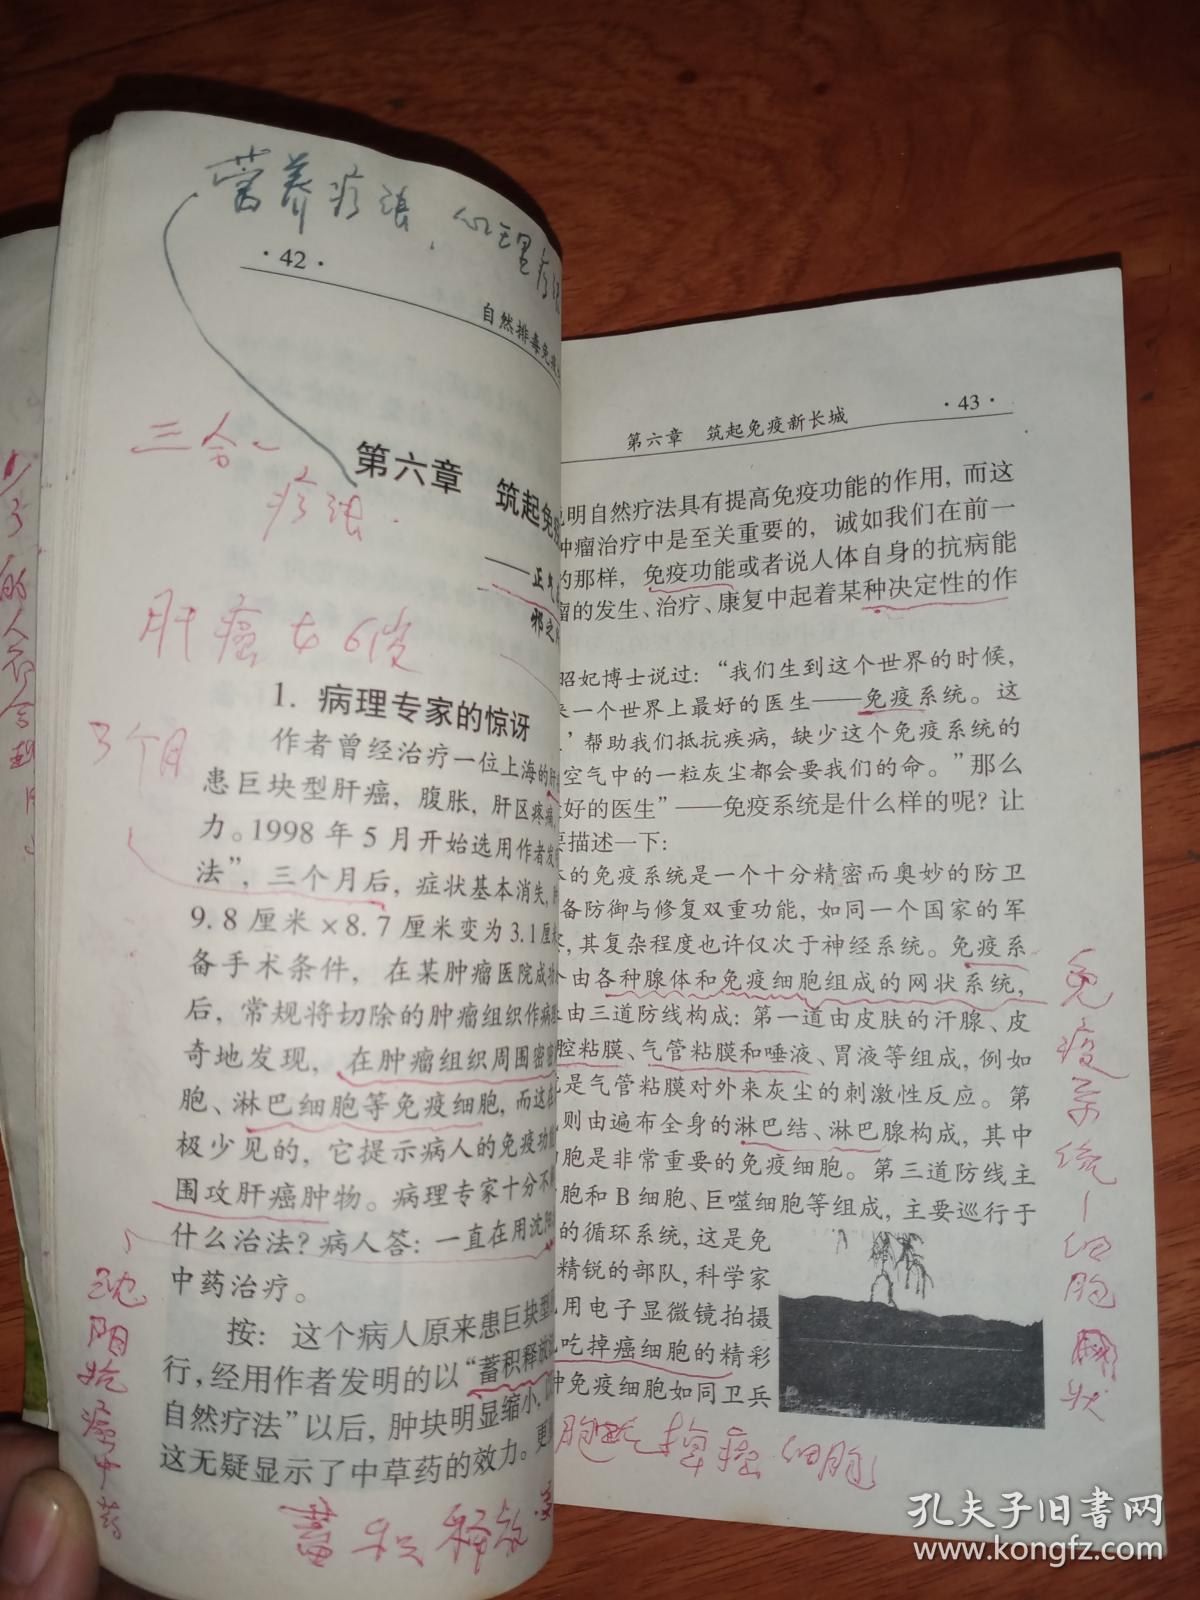 营养疗法，心理疗法
·42·
自然排毒免疫
三合一
疗法.
第六章 筑起免疫
——正气
邪之
肝癌
3个月
1. 病理专家的惊讶
作者曾经治疗一位上海的肝
患巨块型肝癌，腹胀，肝区疼痛，
力。1998年5月开始选用作者发
法”，三个月后，症状基本消失，肿
9.8厘米×8.7厘米变为3.1厘米
备手术条件，在某肿瘤医院成功
后，常规将切除的肿瘤组织作病
奇地发现，在肿瘤组织周围密密
胞、淋巴细胞等免疫细胞，而这在
极少见的，它提示病人的免疫功能
围攻肝癌肿物。病理专家十分不
什么治法？病人答：一直在用沈阳
中药治疗。
按：这个病人原来患巨块型
行，经用作者发明的以“蓄积释放
自然疗法”以后，肿块明显缩小，
这无疑显示了中草药的效力。更
沈阳抗癌中药
蓄积释放
第六章 筑起免疫新长城
·43·
明自然疗法具有提高免疫功能的作用，而这
肿瘤治疗中是至关重要的，诚如我们在前一
的那样，免疫功能或者说人体自身的抗病能
瘤的发生、治疗、康复中起着某种决定性的作
昭妃博士说过：“我们生到这个世界的时候，
来一个世界上最好的医生——免疫系统。这
’帮助我们抵抗疾病，缺少这个免疫系统的
空气中的一粒灰尘都会要我们的命。”那么
好的医生”——免疫系统是什么样的呢？让
要描述一下：
的免疫系统是一个十分精密而奥妙的防卫
备防御与修复双重功能，如同一个国家的军
，其复杂程度也许仅次于神经系统。免疫系
个由各种腺体和免疫细胞组成的网状系统，
由三道防线构成：第一道由皮肤的汗腺、皮
腔粘膜、气管粘膜和唾液、胃液等组成，例如
是气管粘膜对外来灰尘的刺激性反应。第
则由遍布全身的淋巴结、淋巴腺构成，其中
胞是非常重要的免疫细胞。第三道防线主
胞和B细胞、巨噬细胞等组成，主要巡行于
的循环系统，这是免
精锐的部队，科学家
用电子显微镜拍摄
吃掉癌细胞的精彩
种免疫细胞如同卫兵
免疫系统一细胞网状
胞吃掉癌细胞
孔夫子旧书网
www.kongfz.com